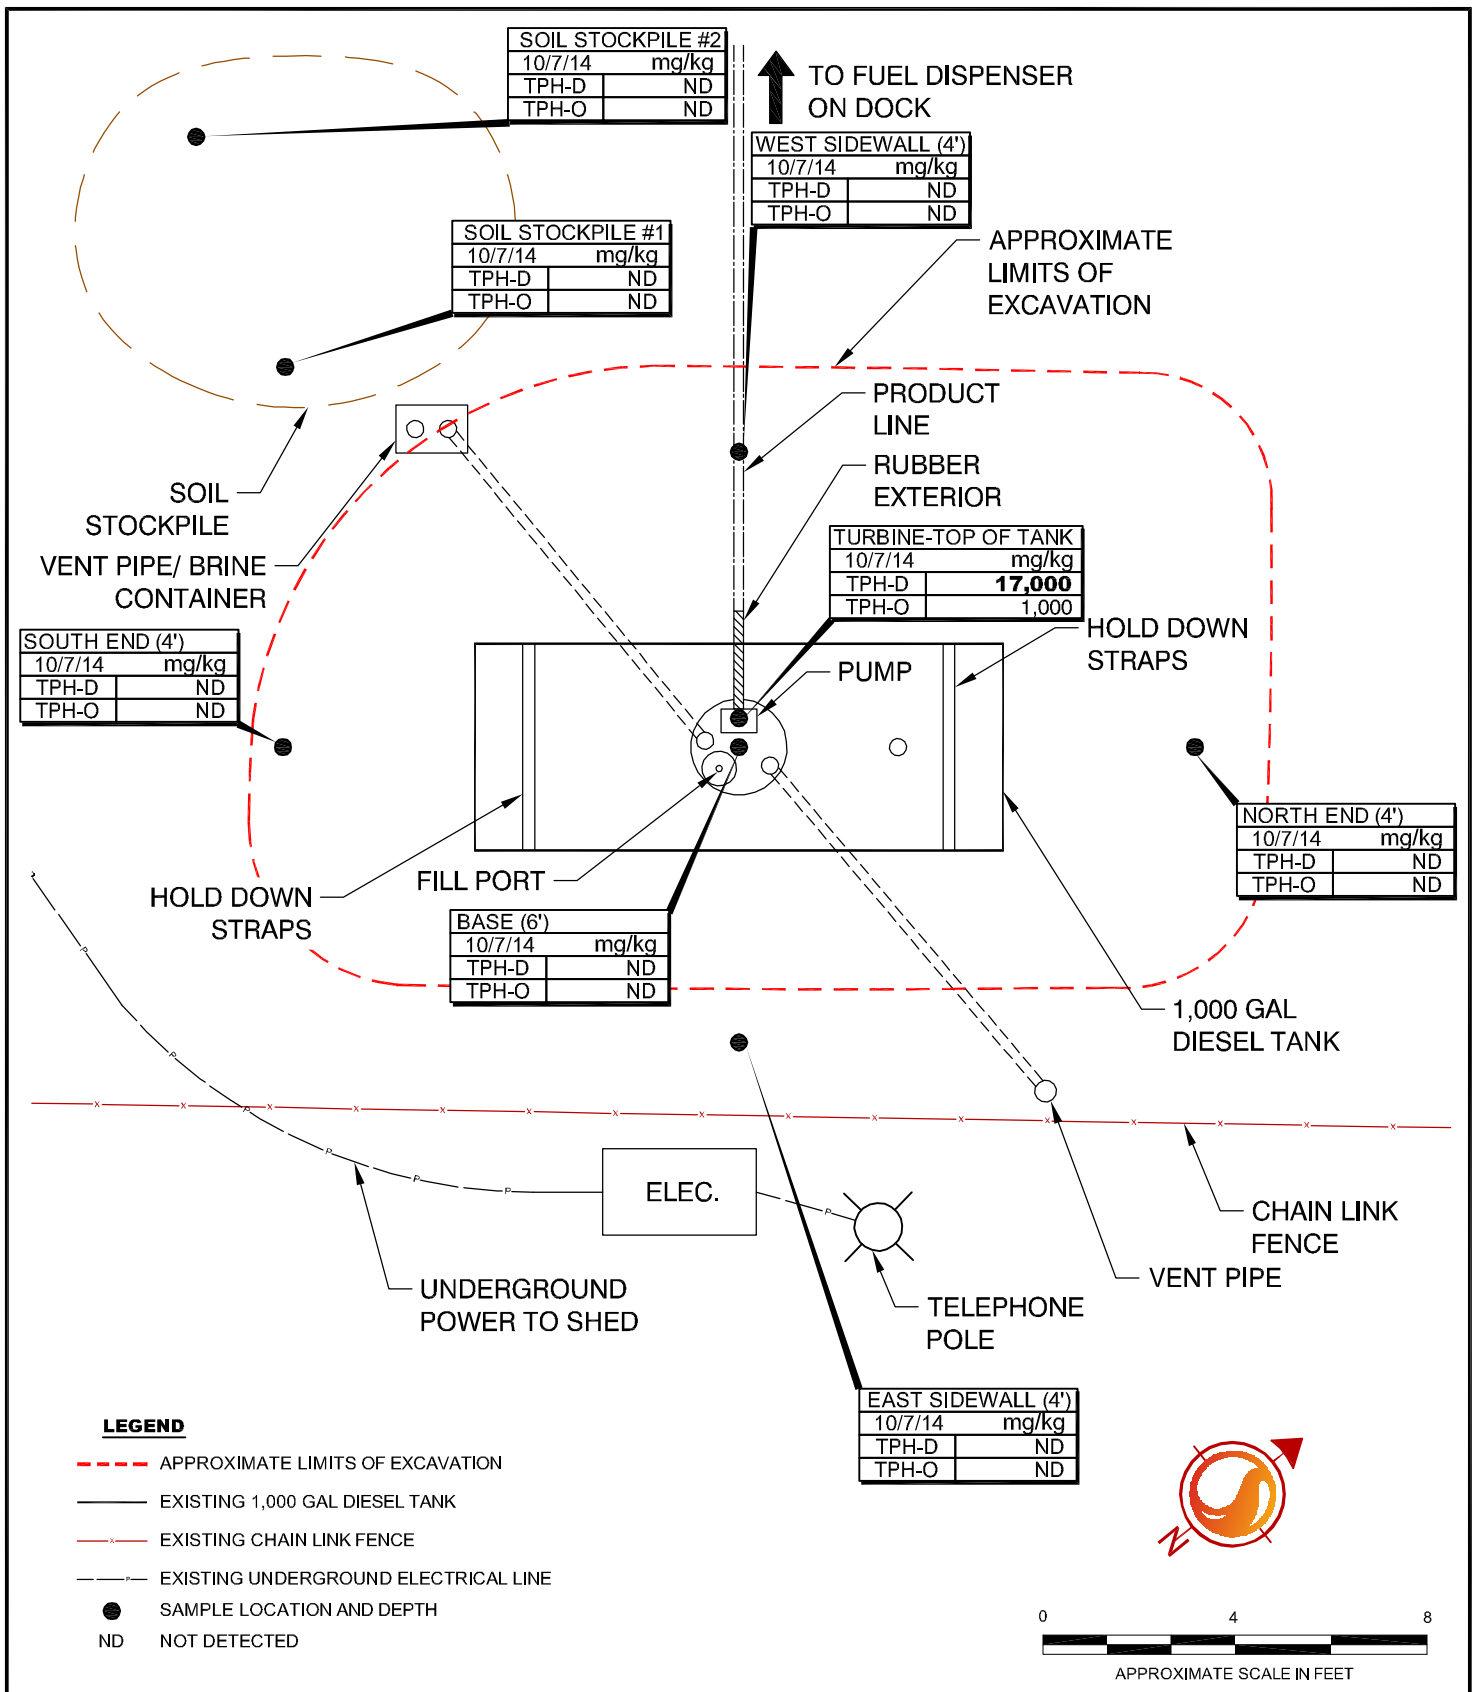 SOIL STOCKPILE #2
10/7/14 mg/kg
TPH-D ND
TPH-O ND
TO FUEL DISPENSER
ON DOCK
WEST SIDEWALL (4')
10/7/14 mg/kg
TPH-D ND
TPH-O ND
SOIL STOCKPILE #1
10/7/14 mg/kg
TPH-D ND
TPH-O ND
APPROXIMATE
LIMITS OF
EXCAVATION
PRODUCT
LINE
RUBBER
EXTERIOR
SOIL
STOCKPILE
VENT PIPE/ BRINE
CONTAINER
TURBINE-TOP OF TANK
10/7/14 mg/kg
TPH-D 17,000
TPH-O 1,000
HOLD DOWN
STRAPS
SOUTH END (4')
10/7/14 mg/kg
TPH-D ND
TPH-O ND
PUMP
NORTH END (4')
10/7/14 mg/kg
TPH-D ND
TPH-O ND
FILL PORT
HOLD DOWN
STRAPS
BASE (6')
10/7/14 mg/kg
TPH-D ND
TPH-O ND
1,000 GAL
DIESEL TANK
P
P
P
P
P
P
P
X X X X X X X X X X X X X X X X
ELEC.
CHAIN LINK
FENCE
VENT PIPE
UNDERGROUND
POWER TO SHED
TELEPHONE
POLE
EAST SIDEWALL (4')
10/7/14 mg/kg
TPH-D ND
TPH-O ND
LEGEND
APPROXIMATE LIMITS OF EXCAVATION
EXISTING 1,000 GAL DIESEL TANK
X EXISTING CHAIN LINK FENCE
P EXISTING UNDERGROUND ELECTRICAL LINE
SAMPLE LOCATION AND DEPTH
ND NOT DETECTED
N
0 4 8
APPROXIMATE SCALE IN FEET